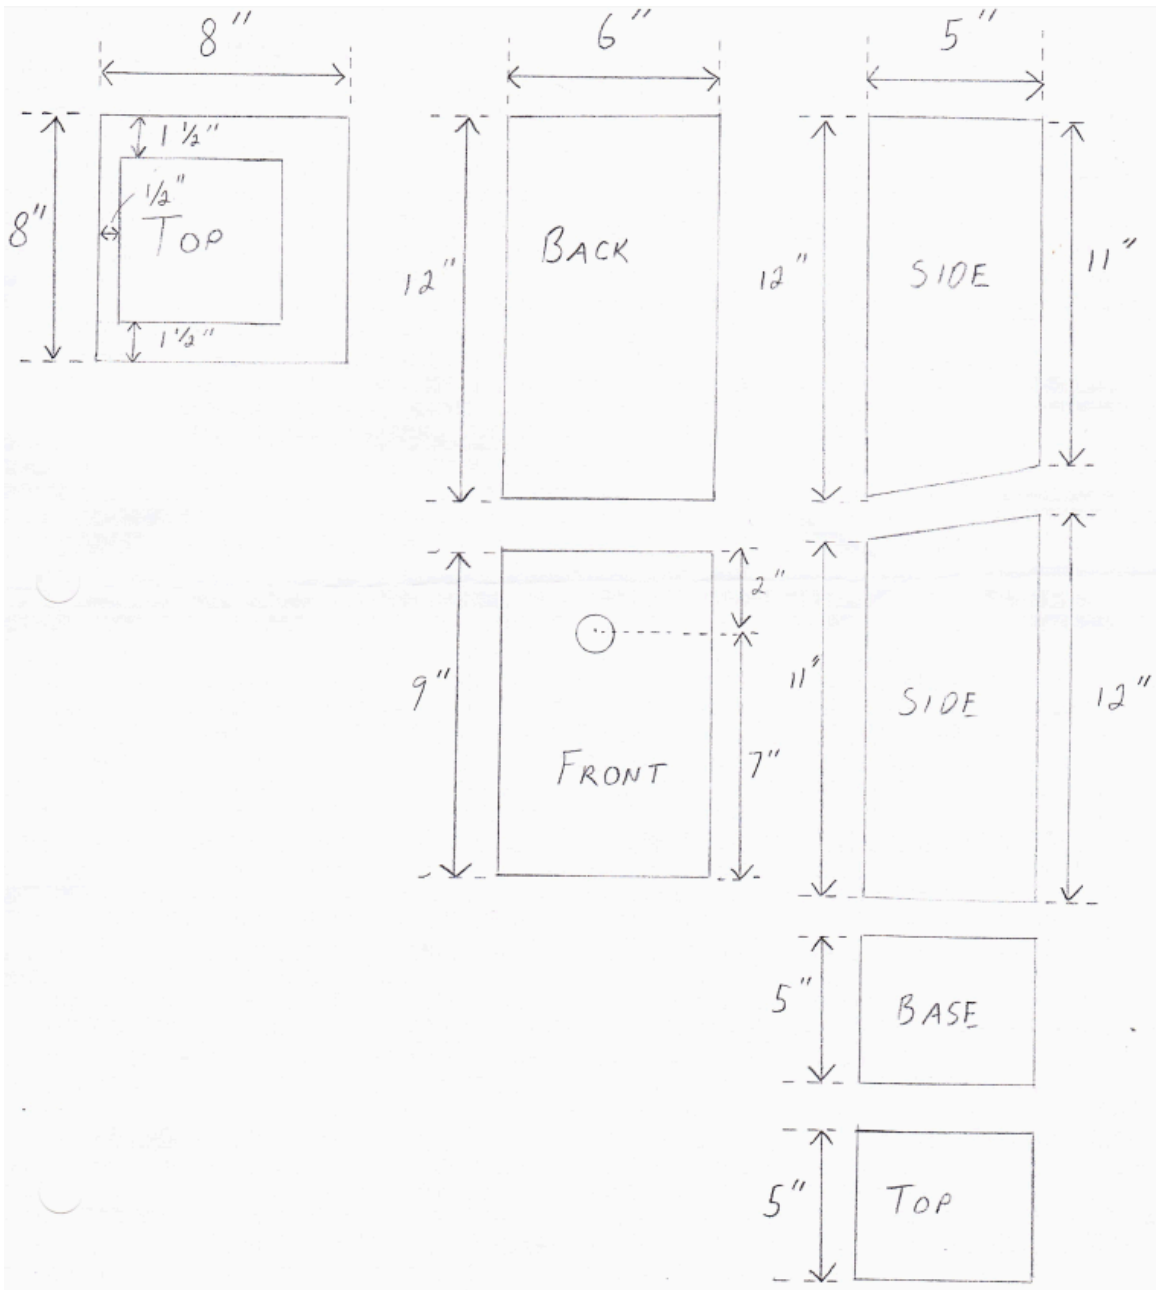 8" 6" 5"
1 ½"
½"
8" TOP
1 ½"
12" BACK
12" SIDE 11"
2"
9" FRONT 7"
11" SIDE 12"
5" BASE
5" TOP